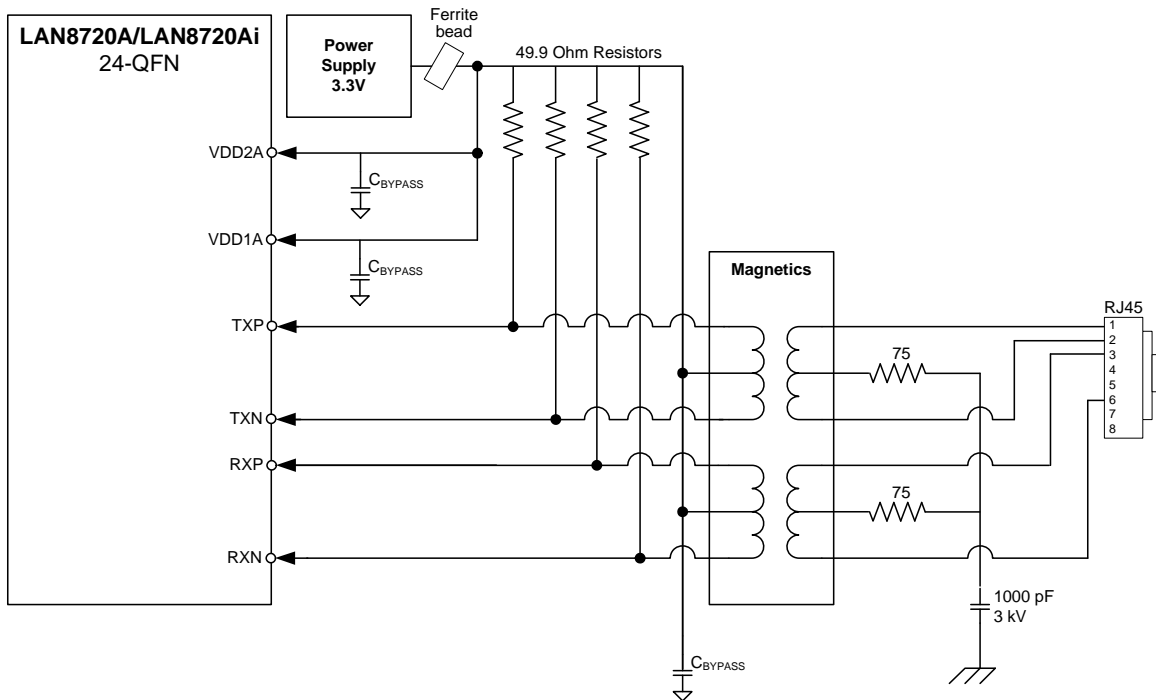 LAN8720A/LAN8720Ai
24-QFN
Power
Supply
3.3V
Ferrite
bead
49.9 Ohm Resistors
VDD2A
CBYPASS
VDD1A
CBYPASS
Magnetics
RJ45
TXP
1
2
3
4
5
6
7
8
75
TXN
RXP
75
RXN
1000 pF
3 kV
CBYPASS